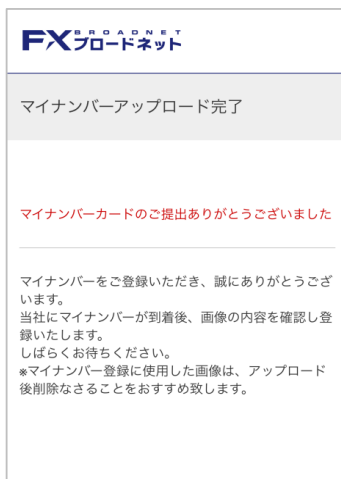 BROADNET
FXブロードネット
マイナンバーアップロード完了
マイナンバーカードのご提出ありがとうございました
マイナンバーをご登録いただき、誠にありがとうござ
います。
当社にマイナンバーが到着後、画像の内容を確認し登
録いたします。
しばらくお待ちください。
※マイナンバー登録に使用した画像は、アップロード
後削除なさることをおすすめ致します。